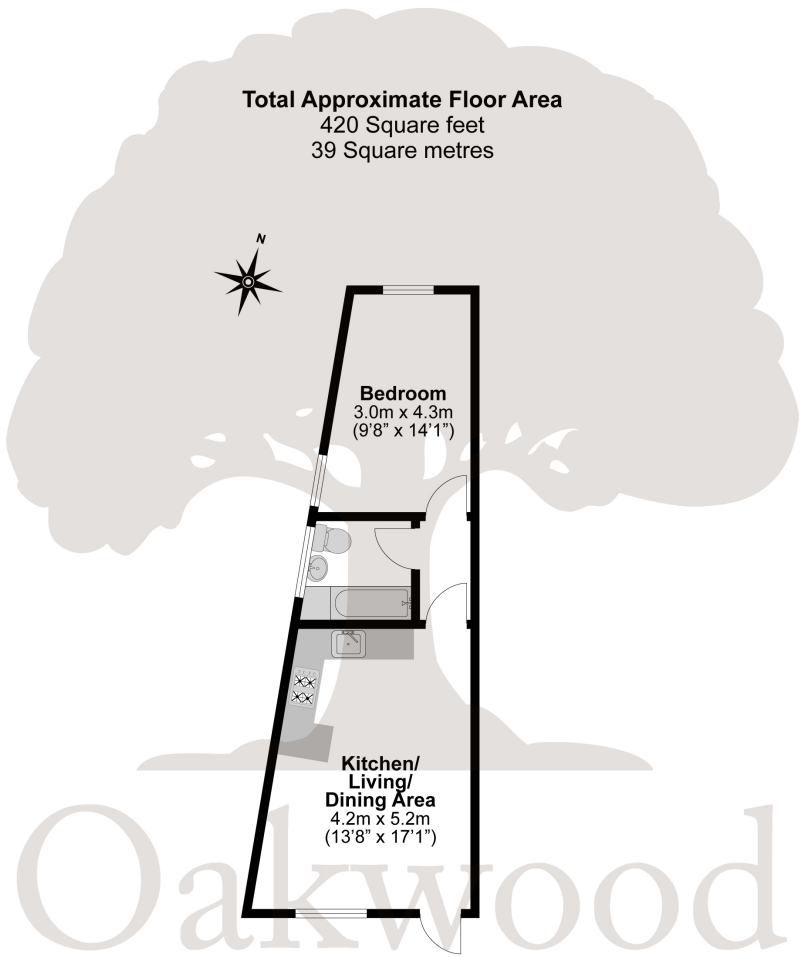 Total Approximate Floor Area
420 Square feet
39 Square metres
N
Bedroom
3.0m x 4.3m
(9'8” x 14'1”)
Kitchen/
Living/
Dining Area
4.2m x 5.2m
(13'8” x 17'1”)
Oakwood